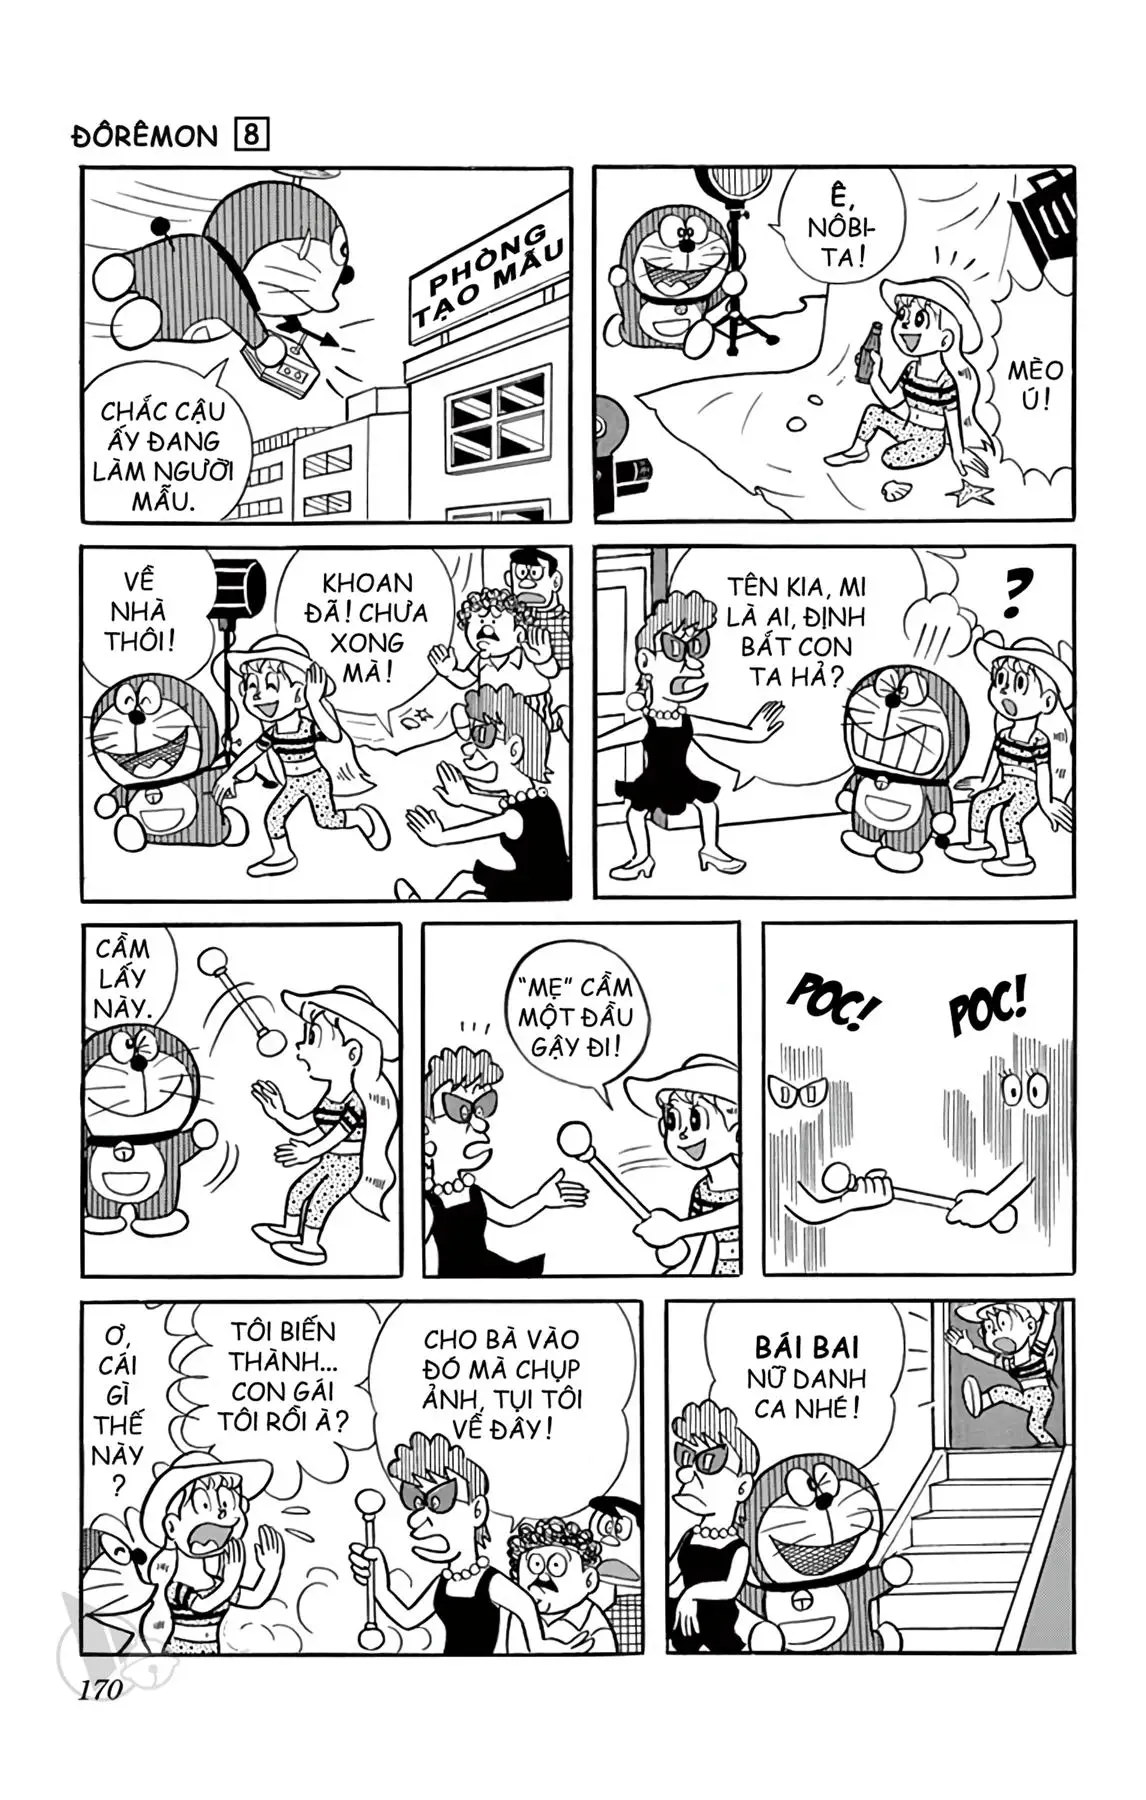 ĐÔRÊMON 8
PHÒNG
TẠO MẪU
CHẮC CẬU
ẤY ĐANG
LÀM NGƯỜI
MẪU.
Ê,
NÔBI-
TA!
MÈO
Ú!
VỀ
NHÀ
THÔI!
KHOAN
ĐÃ! CHƯA
XONG
MÀ!
TÊN KIA, MI
LÀ AI, ĐỊNH
BẮT CON
TA HẢ?
?
CẦM
LẤY
NÀY.
“MẸ” CẦM
MỘT ĐẦU
GẬY ĐI!
POC!
POC!
Ơ,
CÁI
GÌ
THẾ
NÀY
?
TÔI BIẾN
THÀNH...
CON GÁI
TÔI RỒI À?
CHO BÀ VÀO
ĐÓ MÀ CHỤP
ẢNH, TỤI TÔI
VỀ ĐÂY!
BÁI BAI
NỮ DANH
CA NHÉ!
170